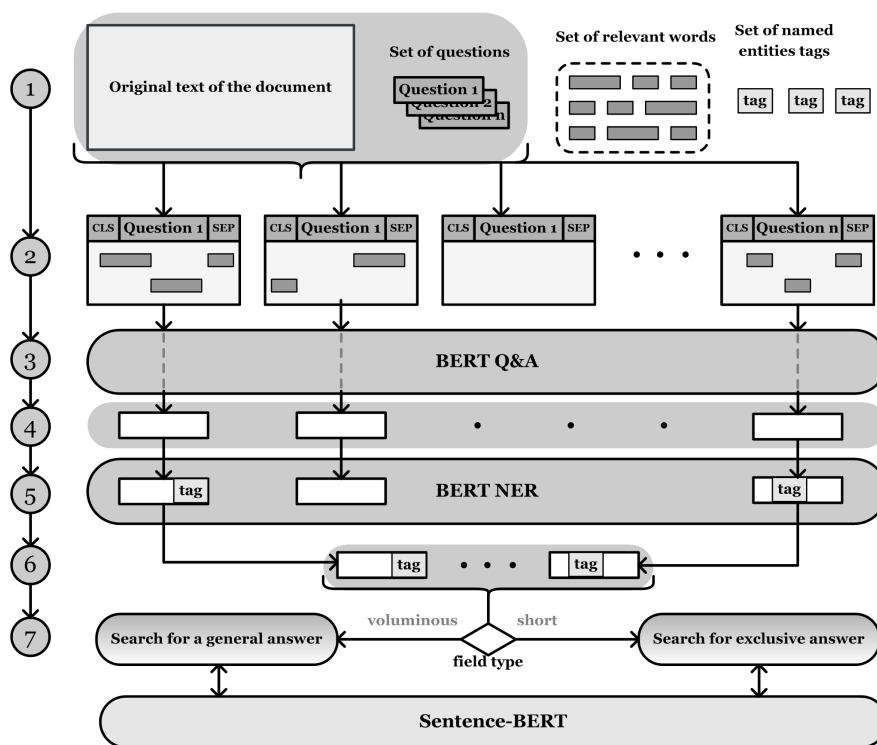 Original text of the document
Set of questions
Question 1
Question 2
Question n
Set of relevant words
Set of named
entities tags
tag tag tag
1
CLS Question 1 SEP
CLS Question 1 SEP
CLS Question 1 SEP
CLS Question n SEP
2
3
BERT Q&A
4
5
tag
BERT NER
tag
6
tag
tag
7
Search for a general answer
voluminous
short
field type
Search for exclusive answer
Sentence-BERT